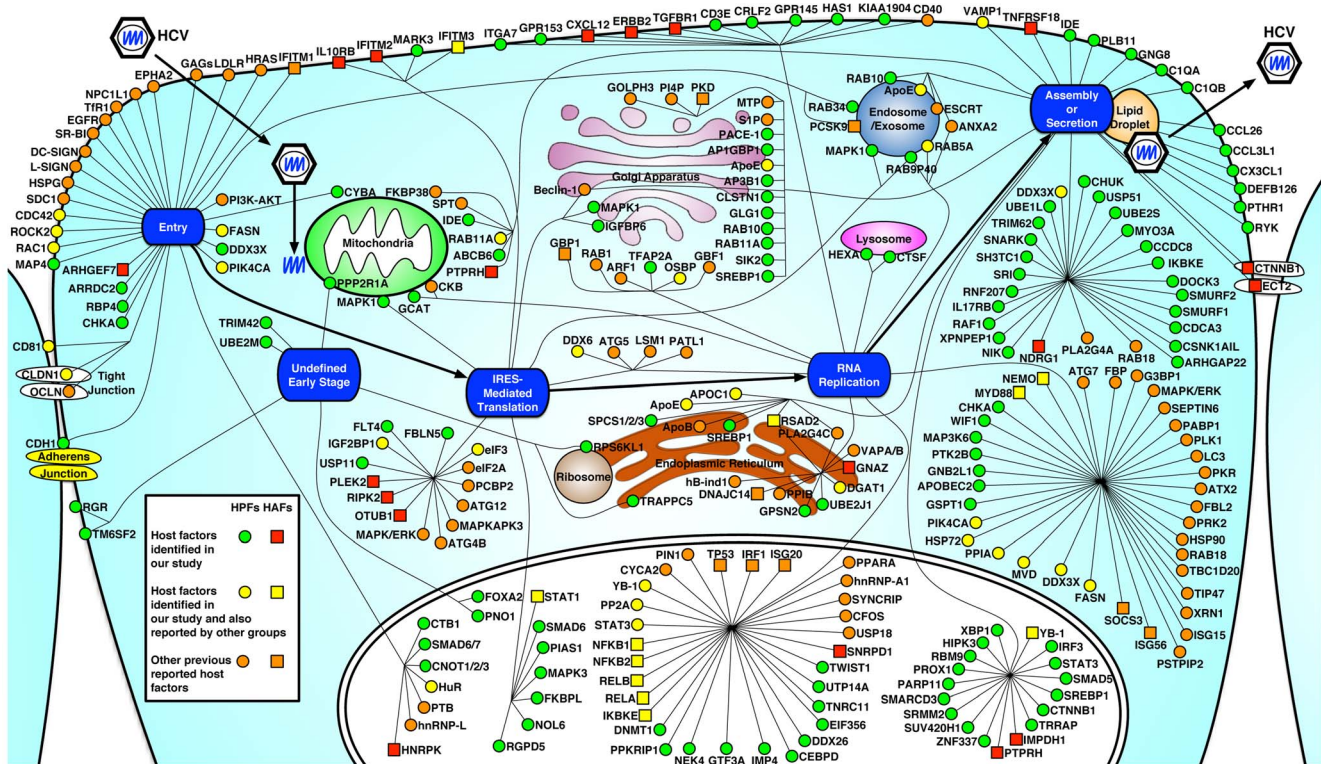 HCV
GAGs
LDLR
HRAS
IFITM1
IL10RB
IFITM2
MARK3
IFITM3
ITGA7
GPR153
CXCL12
ERBB2
TGFBR1
CD3E
CRLF2
GPR145
HAS1
KIAA1904
CD40
VAMP1
TNFRSF18
IDE
PLB11
GNG8
C1QA
C1QB
HCV
EPHA2
NPC1L1
TfR1
EGFR
SR-BI
DC-SIGN
L-SIGN
HSPG
SDC1
CDC42
ROCK2
RAC1
MAP4
Entry
PI3K-AKT
FASN
DDX3X
PIK4CA
ARHGEF7
ARRDC2
RBP4
CHKA
CD81
CLDN1
OCLN
Tight
Junction
CDH1
Adherens
Junction
RGR
TM6SF2
CYBA
FKBP38
SPT
IDE
RAB11A
ABCB6
PTPRH
CKB
Mitochondria
PPP2R1A
MAPK1
GCAT
GOLPH3
PI4P
PKD
MTP
S1P
PACE-1
AP1GBP1
ApoE
AP3B1
CLSTN1
GLG1
RAB10
RAB11A
SIK2
SREBP1
Golgi Apparatus
Beclin-1
MAPK1
IGFBP6
GBP1
RAB1
ARF1
TFAP2A
OSBP
GBF1
RAB10
ApoE
RAB34
PCSK9
MAPK1
Endosome
/Exosome
ESCRT
ANXA2
RAB5A
RAB9P40
Lysosome
HEXA
CTSF
Assembly
or
Secretion
Lipid
Droplet
CCL26
CCL3L1
CX3CL1
DEFB126
PTHR1
RYK
CTNNB1
ECT2
DDX3X
UBE1L
TRIM62
SNARK
SH3TC1
SRI
RNF207
IL17RB
RAF1
XPNPEP1
NIK
NDRG1
CHUK
USP51
UBE2S
MYO3A
CCDC8
IKBKE
DOCK3
SMURF2
SMURF1
CDCA3
CSNK1AIL
ARHGAP22
TRIM42
UBE2M
Undefined
Early Stage
IRES-
Mediated
Translation
DDX6
ATG5
LSM1
PATL1
RNA
Replication
FLT4
FBLN5
IGF2BP1
USP11
PLEK2
RIPK2
OTUB1
MAPK/ERK
eIF3
eIF2A
PCBP2
ATG12
MAPKAPK3
ATG4B
SPCS1/2/3
ApoE
APOC1
ApoB
SREBP1
RSAD2
PLA2G4C
VAPA/B
GNAZ
DGAT1
UBE2J1
GPSN2
PPIB
DNAJC14
hB-ind1
Endoplasmic Reticulum
RPS6KL1
Ribosome
TRAPPC5
PLA2G4A
RAB18
ATG7
FBP
G3BP1
MAPK/ERK
SEPTIN6
PABP1
PLK1
LC3
PKR
ATX2
FBL2
PRK2
HSP90
RAB18
TBC1D20
TIP47
XRN1
ISG15
PSTPIP2
ISG56
SOCS3
FASN
DDX3X
MVD
PPIA
HSP72
PIK4CA
GSPT1
APOBEC2
GNB2L1
PTK2B
MAP3K6
WIF1
CHKA
MYD88
NEMO
HPFs HAFs
Host factors
identified in
our study
Host factors
identified in
our study and also
reported by other groups
Other previous
reported host
factors
FOXA2
PNO1
CTB1
SMAD6/7
CNOT1/2/3
HuR
PTB
hnRNP-L
HNRPK
STAT1
SMAD6
PIAS1
MAPK3
FKBPL
NOL6
RGPD5
PIN1
CYCA2
YB-1
PP2A
STAT3
NFKB1
NFKB2
RELB
RELA
IKBKE
DNMT1
PPKRIP1
NEK4
GTF3A
IMP4
CEBPD
DDX26
EIF356
TNRC11
UTP14A
TWIST1
SNRPD1
USP18
CFOS
SYNCRIP
hnRNP-A1
PPARA
TP53
IRF1
ISG20
XBP1
HIPK3
RBM9
PROX1
PARP11
SMARCD3
SRMM2
SUV420H1
ZNF337
PTPRH
IMPDH1
TRRAP
CTNNB1
SREBP1
SMAD5
STAT3
IRF3
YB-1